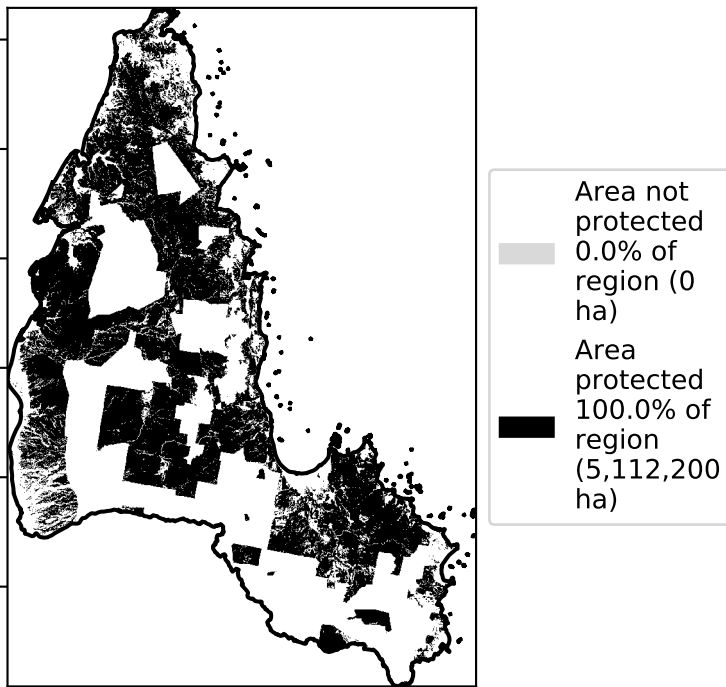 Area not
protected
0.0% of
region (0
ha)
Area
protected
100.0% of
region
(5,112,200
ha)